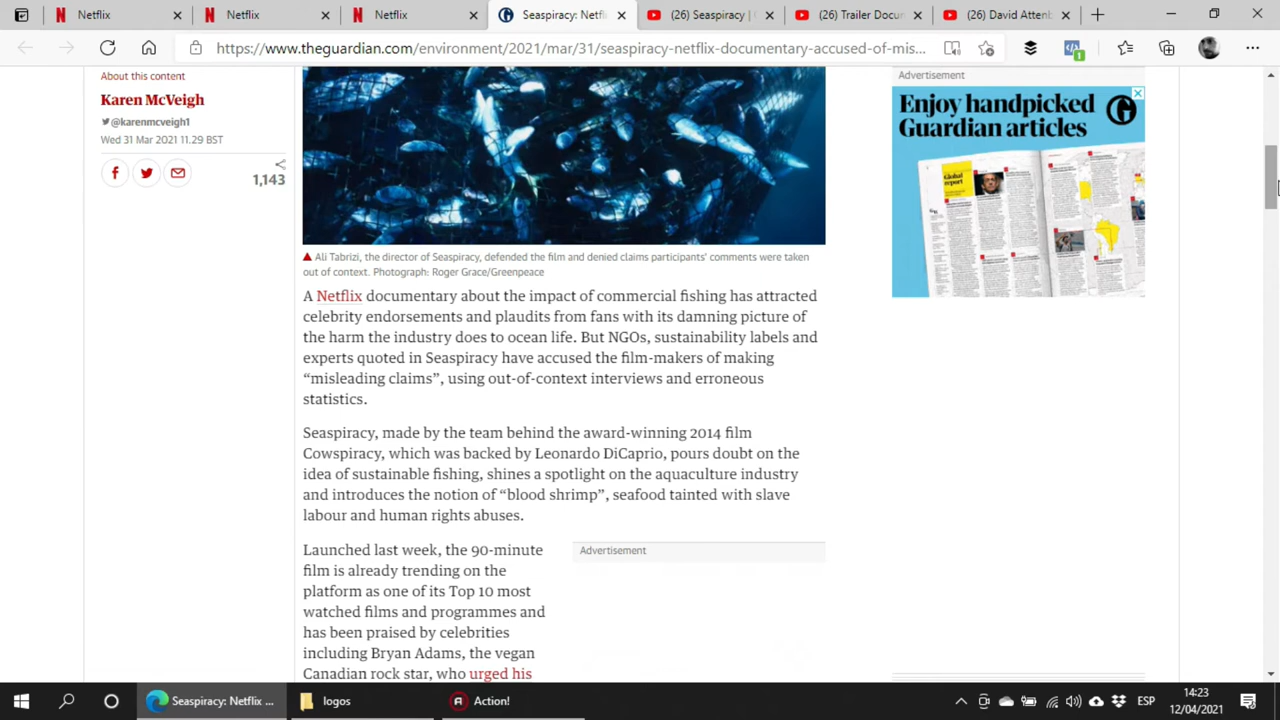 Netflix
Netflix
Netflix
Seaspiracy: Netfl
(26) Seaspiracy |
(26) Trailer Docun
(26) David Attenb
https://www.theguardian.com/environment/2021/mar/31/seaspiracy-netflix-documentary-accused-of-mis...
1
About this content
Karen McVeigh
@karenmcveigh1
Wed 31 Mar 2021 11.29 BST
1,143
Advertisement
Enjoy handpicked
Guardian articles
Global
report
Ali Tabrizi, the director of Seaspiracy, defended the film and denied claims participants' comments were taken
out of context. Photograph: Roger Grace/Greenpeace
A Netflix documentary about the impact of commercial fishing has attracted
celebrity endorsements and plaudits from fans with its damning picture of
the harm the industry does to ocean life. But NGOs, sustainability labels and
experts quoted in Seaspiracy have accused the film-makers of making
“misleading claims”, using out-of-context interviews and erroneous
statistics.
Seaspiracy, made by the team behind the award-winning 2014 film
Cowspiracy, which was backed by Leonardo DiCaprio, pours doubt on the
idea of sustainable fishing, shines a spotlight on the aquaculture industry
and introduces the notion of “blood shrimp”, seafood tainted with slave
labour and human rights abuses.
Launched last week, the 90-minute
film is already trending on the
platform as one of its Top 10 most
watched films and programmes and
has been praised by celebrities
including Bryan Adams, the vegan
Canadian rock star, who urged his
Advertisement
Seaspiracy: Netflix ...
logos
Action!
ESP
14:23
12/04/2021